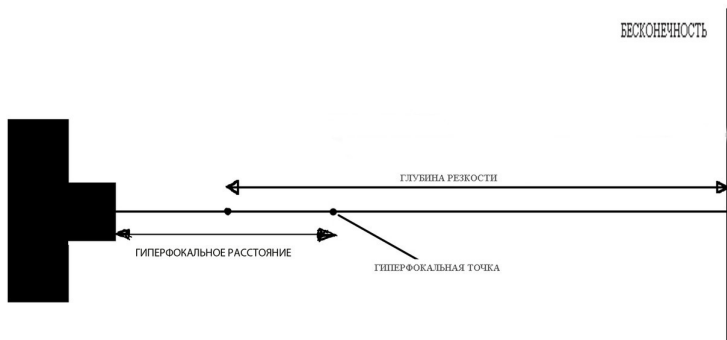 БЕСКОНЕЧНОСТЬ
ГЛУБИНА РЕЗКОСТИ
ГИПЕРФОКАЛЬНОЕ РАССТОЯНИЕ
ГИПЕРФОКАЛЬНАЯ ТОЧКА